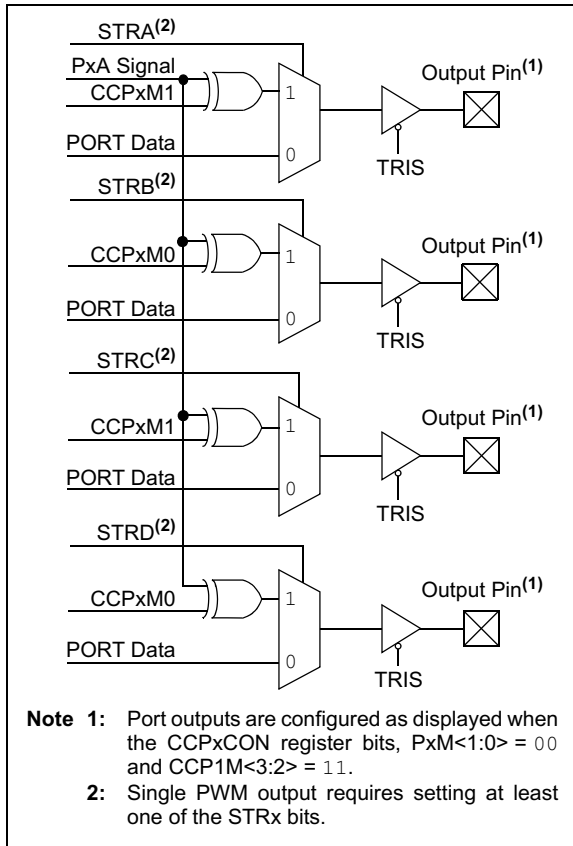 STRA(2)
PxA Signal
Output Pin(1)
CCPxM1
1
PORT Data
0
TRIS
STRB(2)
Output Pin(1)
CCPxM0
1
PORT Data
0
TRIS
STRC(2)
Output Pin(1)
CCPxM1
1
PORT Data
0
TRIS
STRD(2)
Output Pin(1)
CCPxM0
1
PORT Data
0
TRIS
Note 1: Port outputs are configured as displayed when
the CCPxCON register bits, PxM<1:0> = 00
and CCP1M<3:2> = 11.
2: Single PWM output requires setting at least
one of the STRx bits.